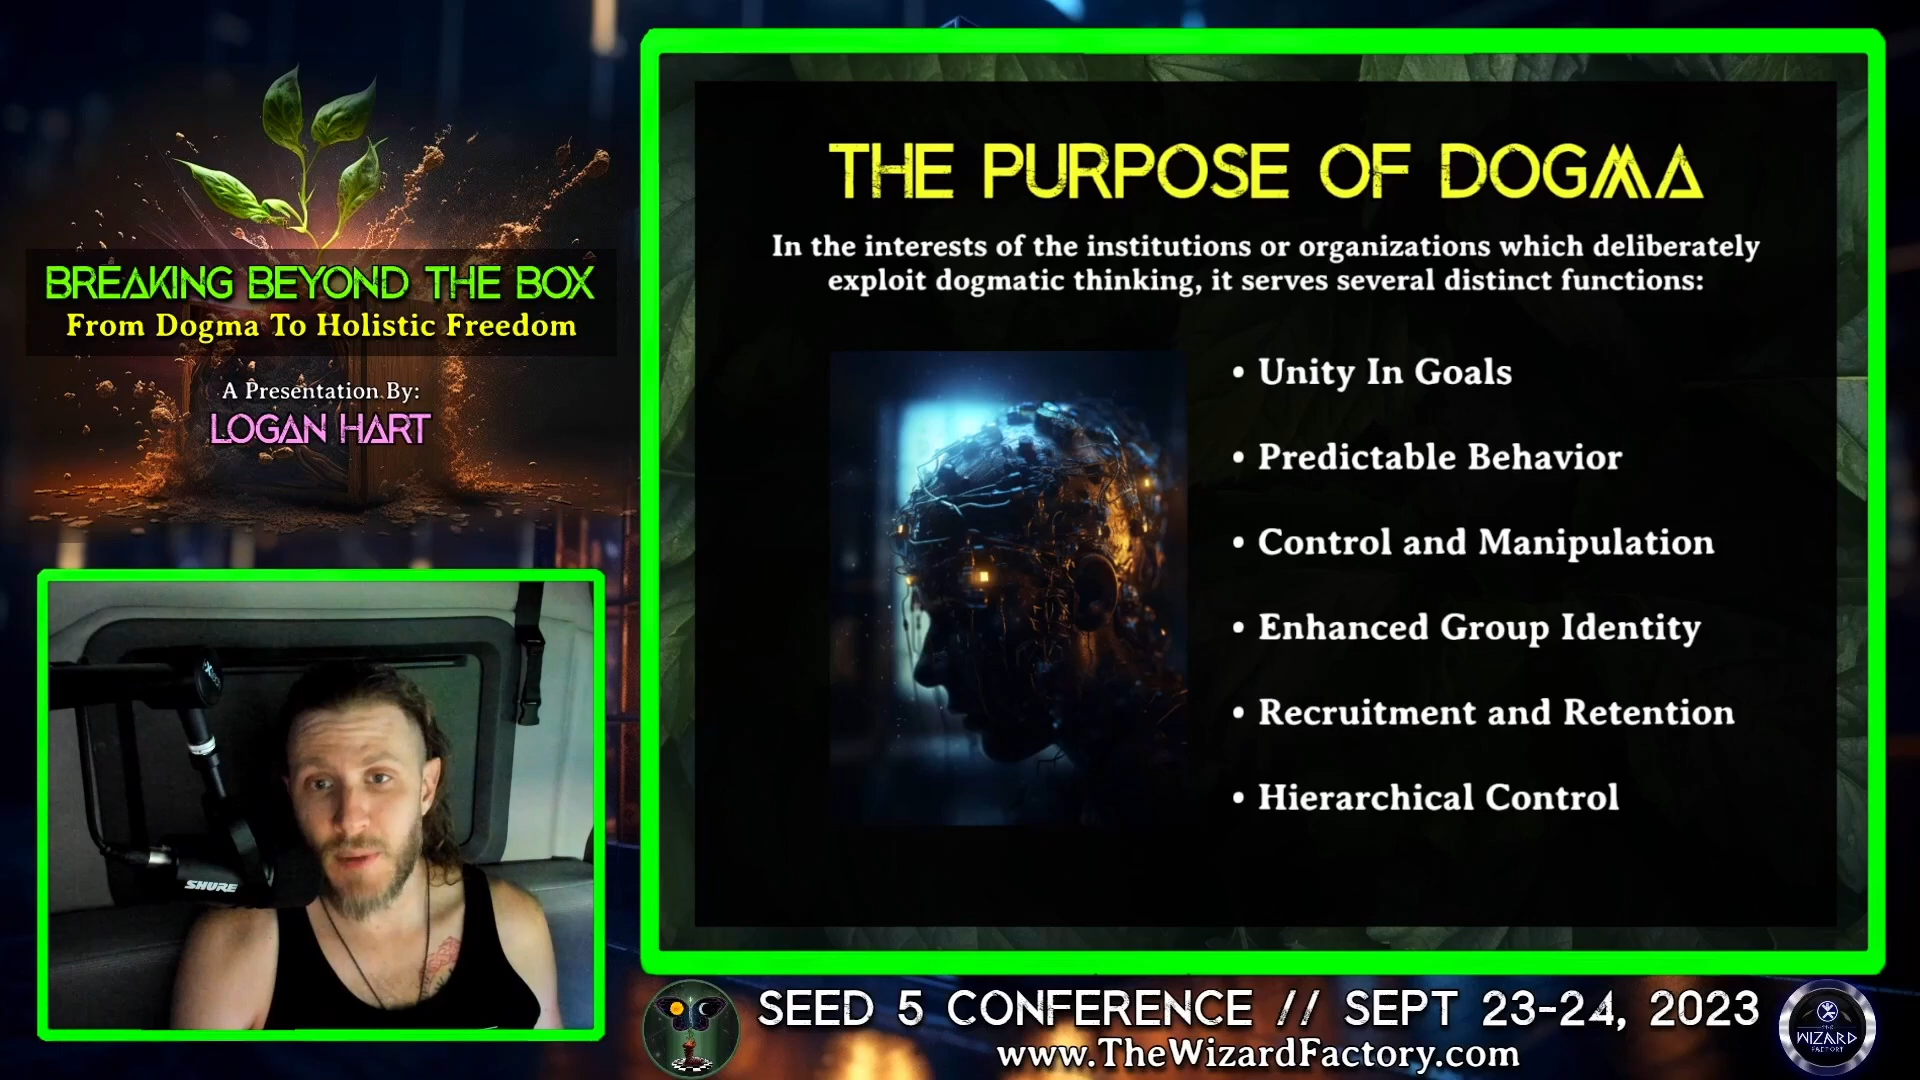 BREAKING BEYOND THE BOX
From Dogma To Holistic Freedom
A Presentation By:
LOGAN HART
THE PURPOSE OF DOGMA
In the interests of the institutions or organizations which deliberately
exploit dogmatic thinking, it serves several distinct functions:
• Unity In Goals
• Predictable Behavior
• Control and Manipulation
• Enhanced Group Identity
• Recruitment and Retention
• Hierarchical Control
SHURE
SEED 5 CONFERENCE // SEPT 23-24, 2023
www.TheWizardFactory.com
THE
WIZARD
FACTORY